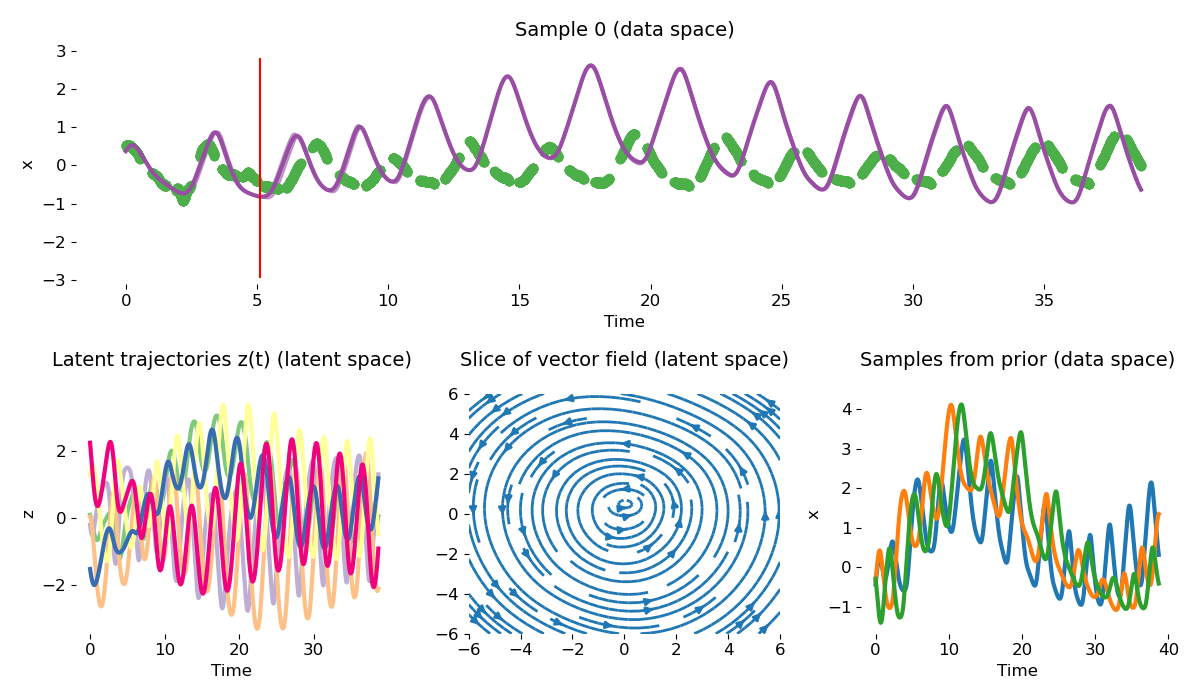 Sample 0 (data space)
3
2
1
0
−1
−2
−3
x
0 5 10 15 20 25 30 35
Time
Latent trajectories z(t) (latent space)
2
0
−2
z
0 10 20 30
Time
Slice of vector field (latent space)
6
4
2
0
−2
−4
−6
−6 −4 −2 0 2 4 6
Samples from prior (data space)
4
3
2
1
0
−1
x
0 10 20 30 40
Time